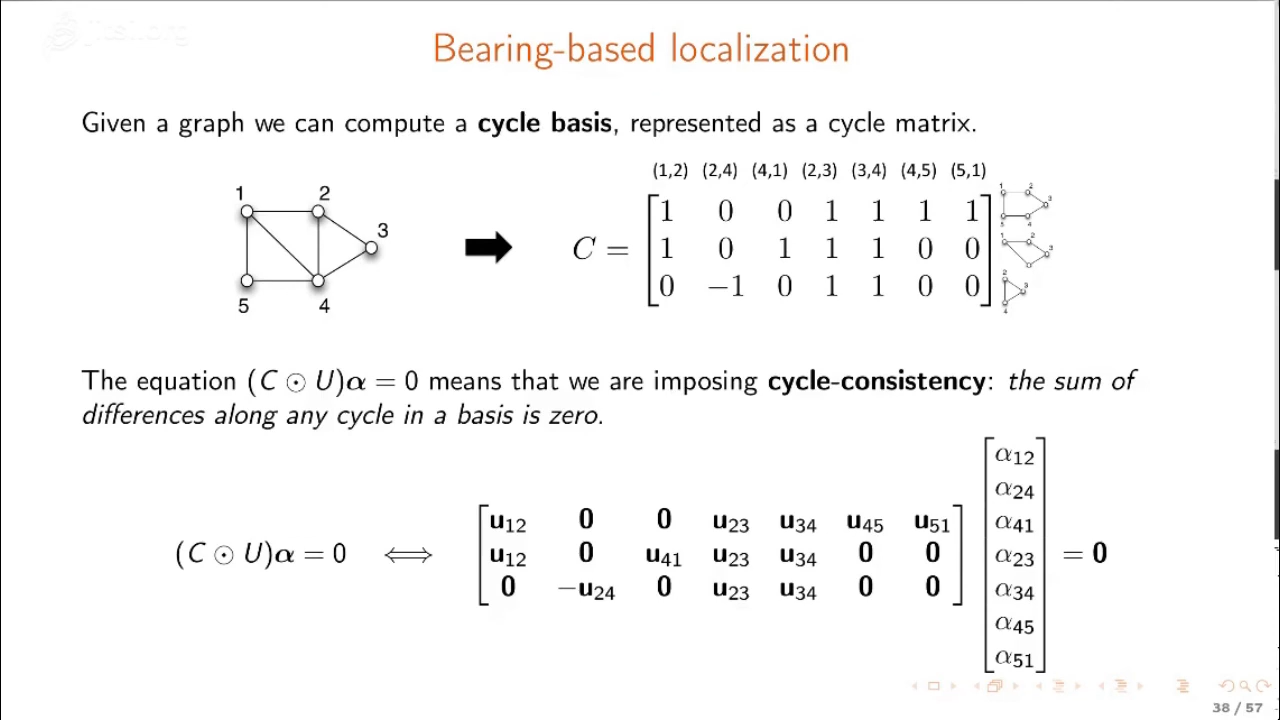 Bearing-based localization
Given a graph we can compute a cycle basis, represented as a cycle matrix.
(1,2) (2,4) (4,1) (2,3) (3,4) (4,5) (5,1)
1 2 3 4 5
C =
1 0 0 1 1 1 1
1 0 1 1 1 0 0
0 −1 0 1 1 0 0
The equation (C ⊙ U)α = 0 means that we are imposing cycle-consistency: the sum of
differences along any cycle in a basis is zero.
(C ⊙ U)α = 0 ⟺
u₁₂ 0 0 u₂₃ u₃₄ u₄₅ u₅₁
u₁₂ 0 u₄₁ u₂₃ u₃₄ 0 0
0 −u₂₄ 0 u₂₃ u₃₄ 0 0
α₁₂
α₂₄
α₄₁
α₂₃
α₃₄
α₄₅
α₅₁
= 0
38 / 57